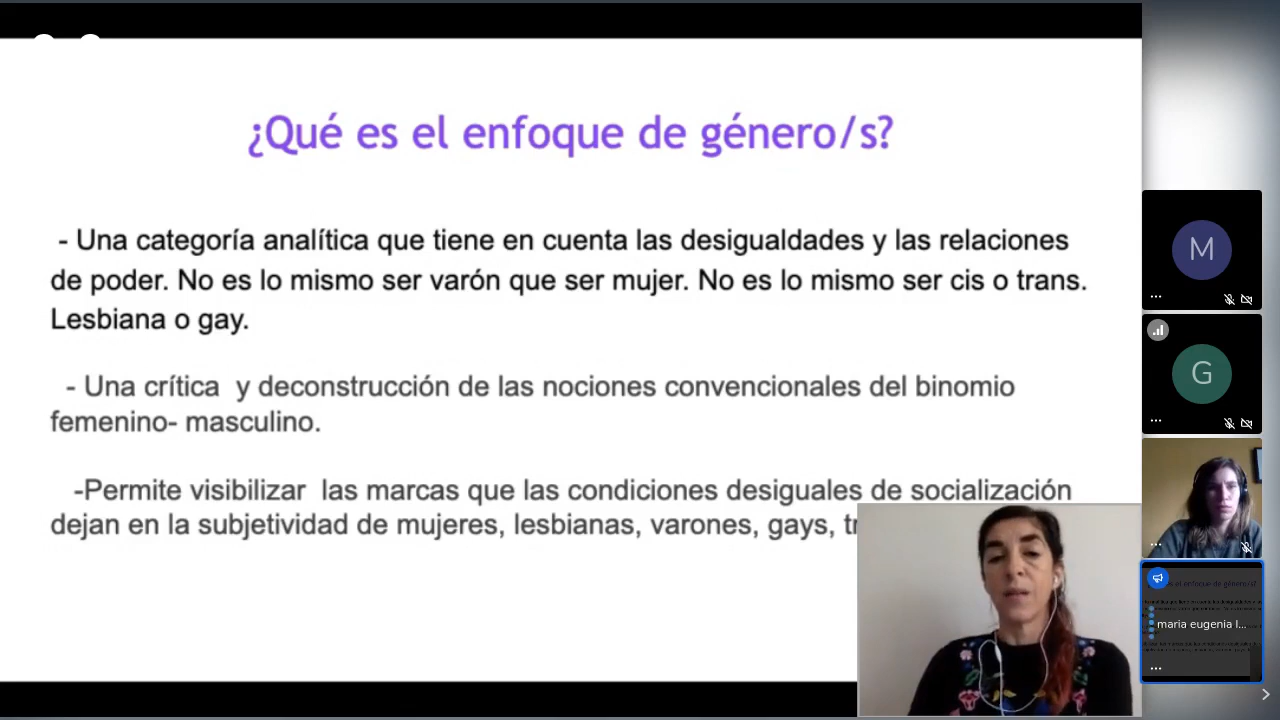 ¿Qué es el enfoque de género/s?
- Una categoría analítica que tiene en cuenta las desigualdades y las relaciones
de poder. No es lo mismo ser varón que ser mujer. No es lo mismo ser cis o trans.
Lesbiana o gay.
- Una crítica y deconstrucción de las nociones convencionales del binomio
femenino- masculino.
-Permite visibilizar las marcas que las condiciones desiguales de socialización
dejan en la subjetividad de mujeres, lesbianas, varones, gays,
M
G
maria eugenia l...